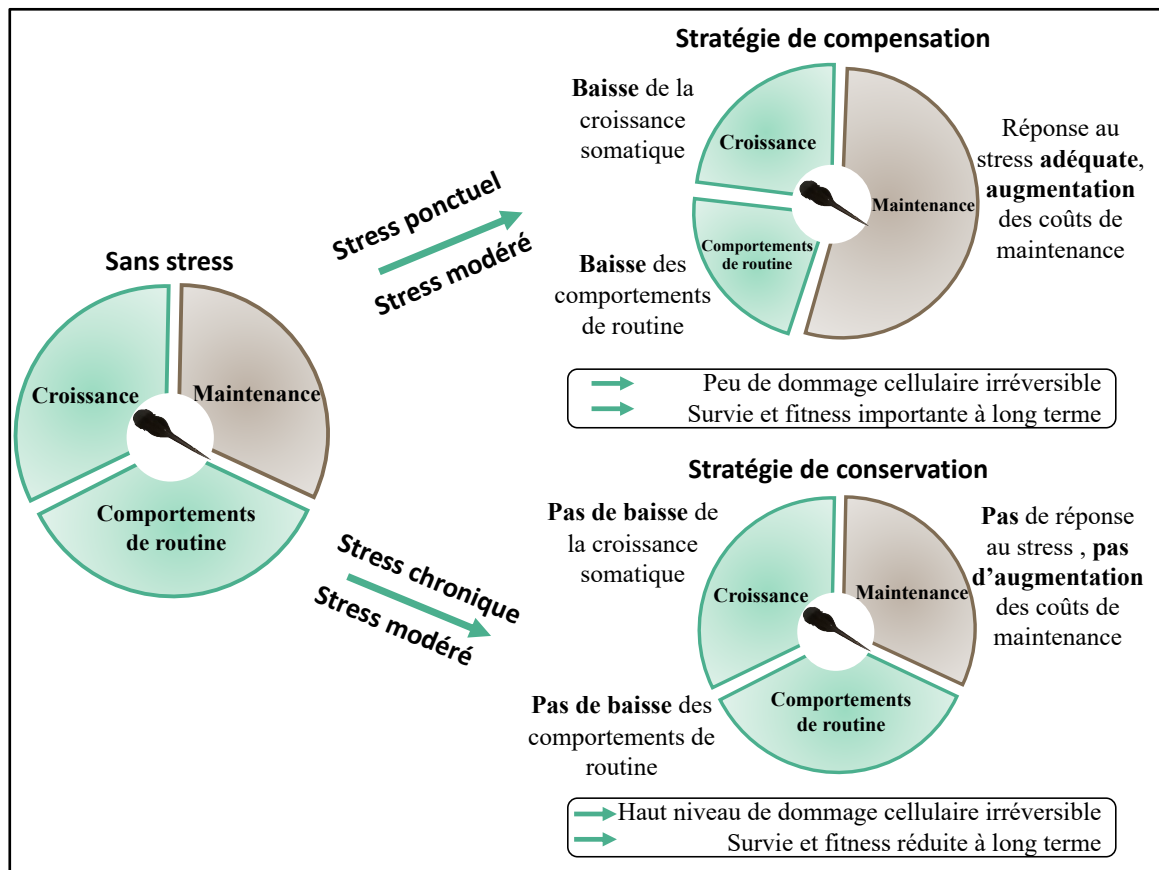 Stratégie de compensation
Baisse de la
croissance
somatique
Croissance
Maintenance
Comportements
de routine
Réponse au
stress adéquate,
augmentation
des coûts de
maintenance
Baisse des
comportements
de routine
Peu de dommage cellulaire irréversible
Survie et fitness importante à long terme
Stress ponctuel
Stress modéré
Sans stress
Croissance
Maintenance
Comportements
de routine
Stress chronique
Stress modéré
Stratégie de conservation
Pas de baisse de
la croissance
somatique
Croissance
Maintenance
Comportements
de routine
Pas de réponse
au stress , pas
d’augmentation
des coûts de
maintenance
Pas de baisse des
comportements de
routine
Haut niveau de dommage cellulaire irréversible
Survie et fitness réduite à long terme